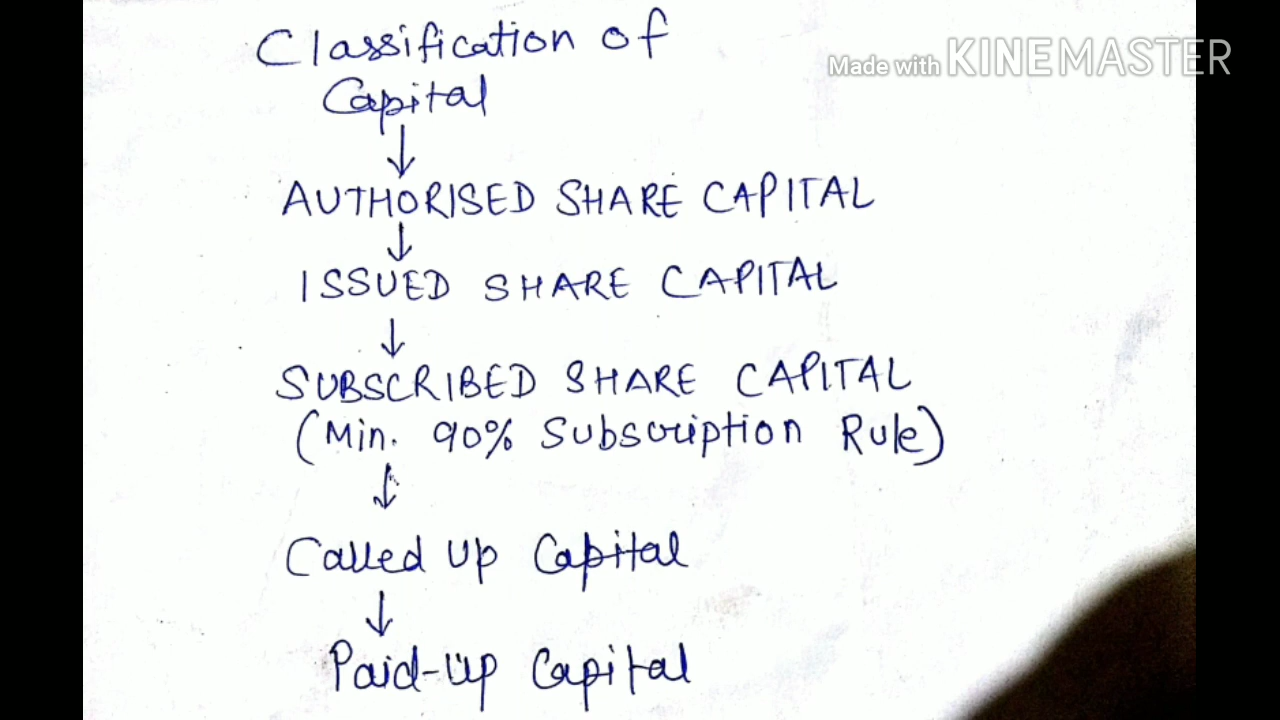 Classification of
Made with KINEMASTER
Capital
↓
AUTHORISED SHARE CAPITAL
↓
ISSUED SHARE CAPITAL
↓
SUBSCRIBED SHARE CAPITAL
(Min. 90% Subscription Rule)
↓
Called Up Capital
↓
Paid-Up Capital